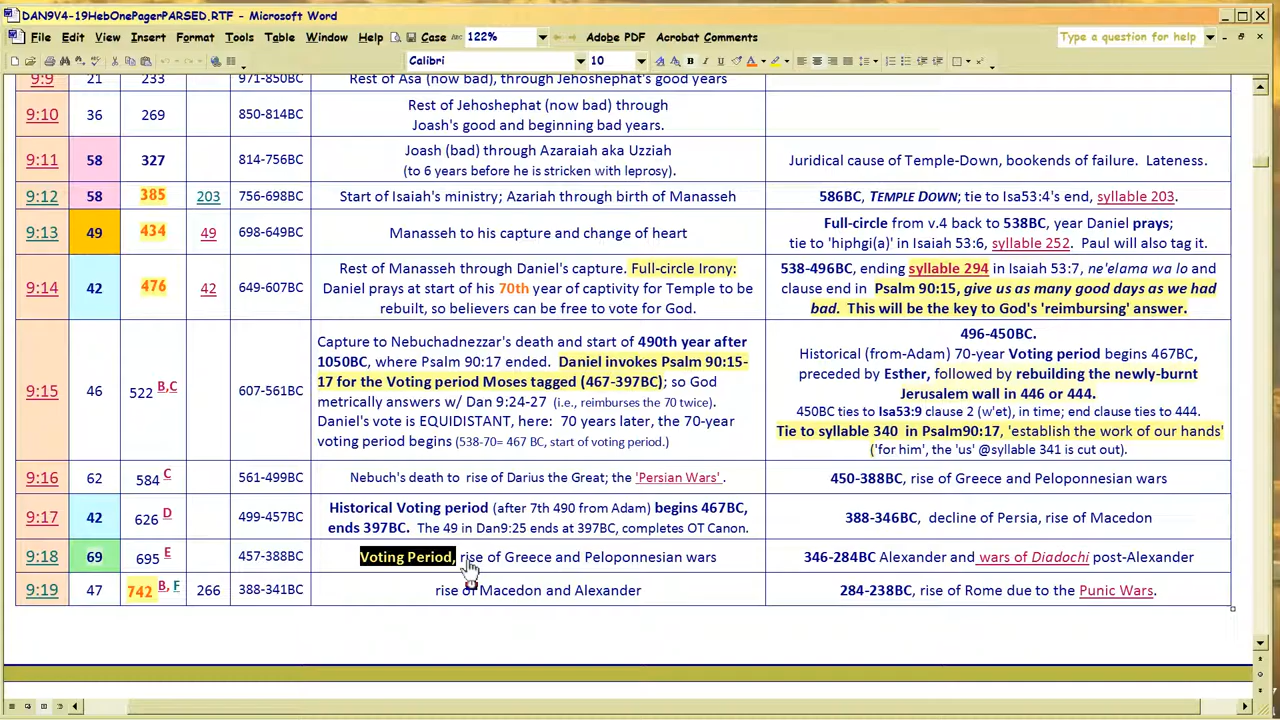 DAN9V4-19HebOnePagerPARSED.RTF - Microsoft Word
File Edit View Insert Format Tools Table Window Help Case 122% Adobe PDF Acrobat Comments Type a question for help
Calibri 10 B I U
9:9 21 233 971-850BC Rest of Asa (now bad), through Jehoshephat's good years
9:10 36 269 850-814BC Rest of Jehoshephat (now bad) through
Joash's good and beginning bad years.
9:11 58 327 814-756BC Joash (bad) through Azaraiah aka Uzziah
(to 6 years before he is stricken with leprosy).
Juridical cause of Temple-Down, bookends of failure. Lateness.
9:12 58 385 203 756-698BC Start of Isaiah's ministry; Azariah through birth of Manasseh 586BC, TEMPLE DOWN; tie to Isa53:4's end, syllable 203.
9:13 49 434 49 698-649BC Manasseh to his capture and change of heart
Full-circle from v.4 back to 538BC, year Daniel prays;
tie to 'hiphgi(a)' in Isaiah 53:6, syllable 252. Paul will also tag it.
9:14 42 476 42 649-607BC Rest of Manasseh through Daniel's capture. Full-circle Irony:
Daniel prays at start of his 70th year of captivity for Temple to be
rebuilt, so believers can be free to vote for God.
538-496BC, ending syllable 294 in Isaiah 53:7, ne'elama wa lo and
clause end in Psalm 90:15, give us as many good days as we had
bad. This will be the key to God's 'reimbursing' answer.
9:15 46 522 B,C 607-561BC Capture to Nebuchadnezzar's death and start of 490th year after
1050BC, where Psalm 90:17 ended. Daniel invokes Psalm 90:15-
17 for the Voting period Moses tagged (467-397BC); so God
metrically answers w/ Dan 9:24-27 (i.e., reimburses the 70 twice).
Daniel's vote is EQUIDISTANT, here: 70 years later, the 70-year
voting period begins (538-70= 467 BC, start of voting period.)
496-450BC.
Historical (from-Adam) 70-year Voting period begins 467BC,
preceded by Esther, followed by rebuilding the newly-burnt
Jerusalem wall in 446 or 444.
450BC ties to Isa53:9 clause 2 (w'et), in time; end clause ties to 444.
Tie to syllable 340 in Psalm90:17, 'establish the work of our hands'
('for him', the 'us' @syllable 341 is cut out).
9:16 62 584 C 561-499BC Nebuch's death to rise of Darius the Great; the 'Persian Wars'. 450-388BC, rise of Greece and Peloponnesian wars
9:17 42 626 D 499-457BC Historical Voting period (after 7th 490 from Adam) begins 467BC,
ends 397BC. The 49 in Dan9:25 ends at 397BC, completes OT Canon.
388-346BC, decline of Persia, rise of Macedon
9:18 69 695 E 457-388BC Voting Period, rise of Greece and Peloponnesian wars 346-284BC Alexander and wars of Diadochi post-Alexander
9:19 47 742 B, F 266 388-341BC rise of Macedon and Alexander 284-238BC, rise of Rome due to the Punic Wars.